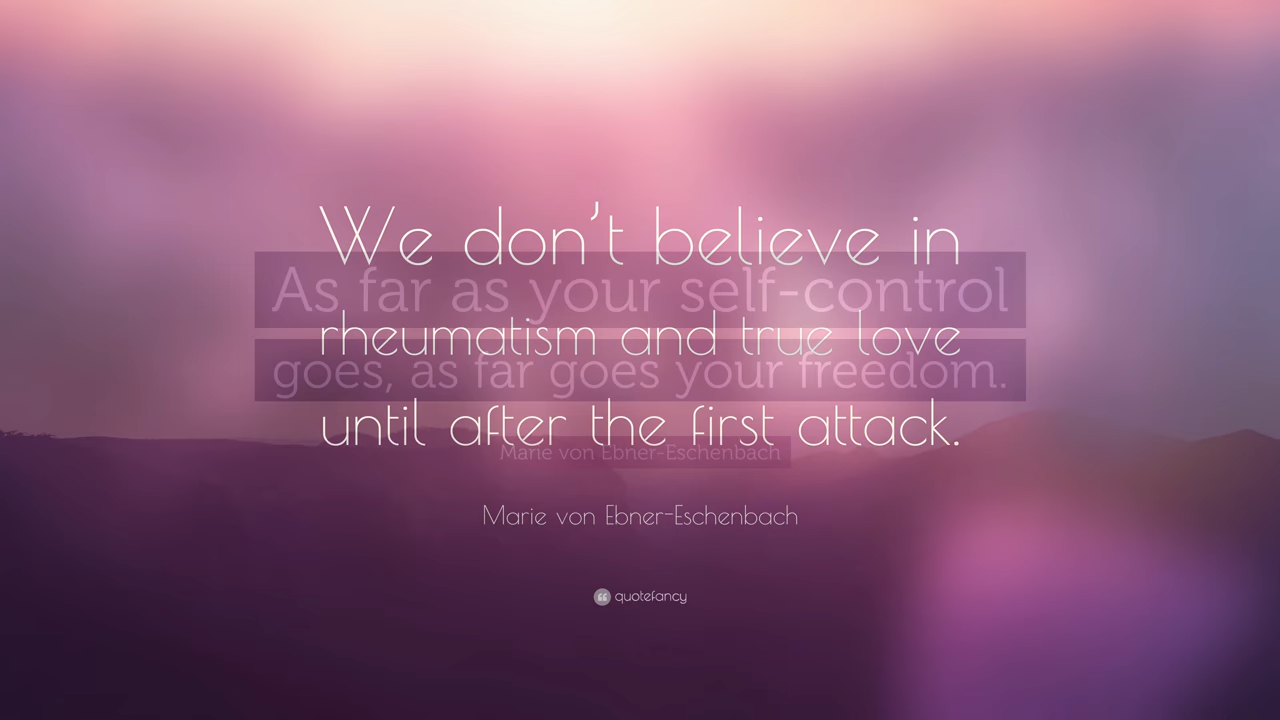 We don’t believe in
As far as your self-control
rheumatism and true love
goes, as far goes your freedom.
until after the first attack.
Marie von Ebner-Eschenbach
Marie von Ebner-Eschenbach
quotefancy